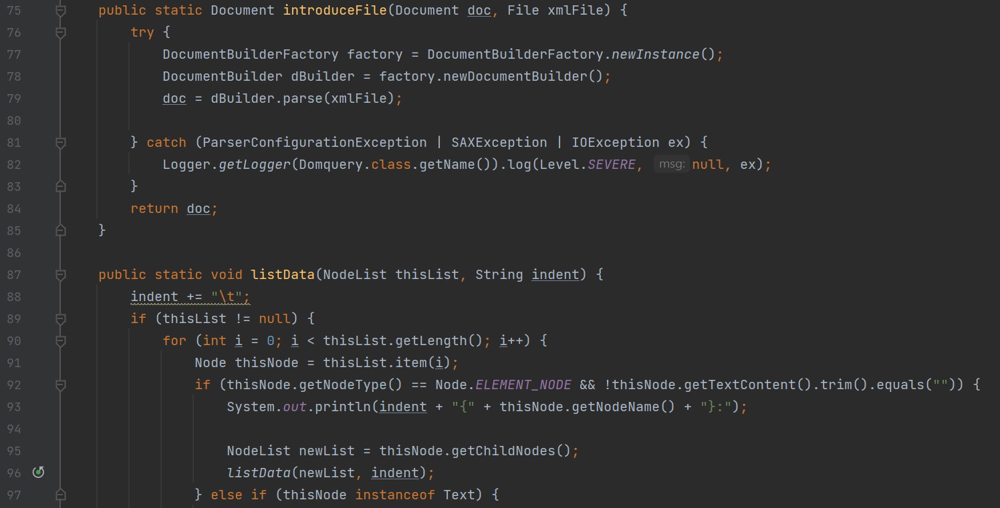 75 public static Document introduceFile(Document doc, File xmlFile) {
76 try {
77 DocumentBuilderFactory factory = DocumentBuilderFactory.newInstance();
78 DocumentBuilder dBuilder = factory.newDocumentBuilder();
79 doc = dBuilder.parse(xmlFile);
80
81 } catch (ParserConfigurationException | SAXException | IOException ex) {
82 Logger.getLogger(Domquery.class.getName()).log(Level.SEVERE, msg: null, ex);
83 }
84 return doc;
85 }
86
87 public static void listData(NodeList thisList, String indent) {
88 indent += "\t";
89 if (thisList != null) {
90 for (int i = 0; i < thisList.getLength(); i++) {
91 Node thisNode = thisList.item(i);
92 if (thisNode.getNodeType() == Node.ELEMENT_NODE && !thisNode.getTextContent().trim().equals("")) {
93 System.out.println(indent + "{" + thisNode.getNodeName() + "}:");
94
95 NodeList newList = thisNode.getChildNodes();
96 listData(newList, indent);
97 } else if (thisNode instanceof Text) {